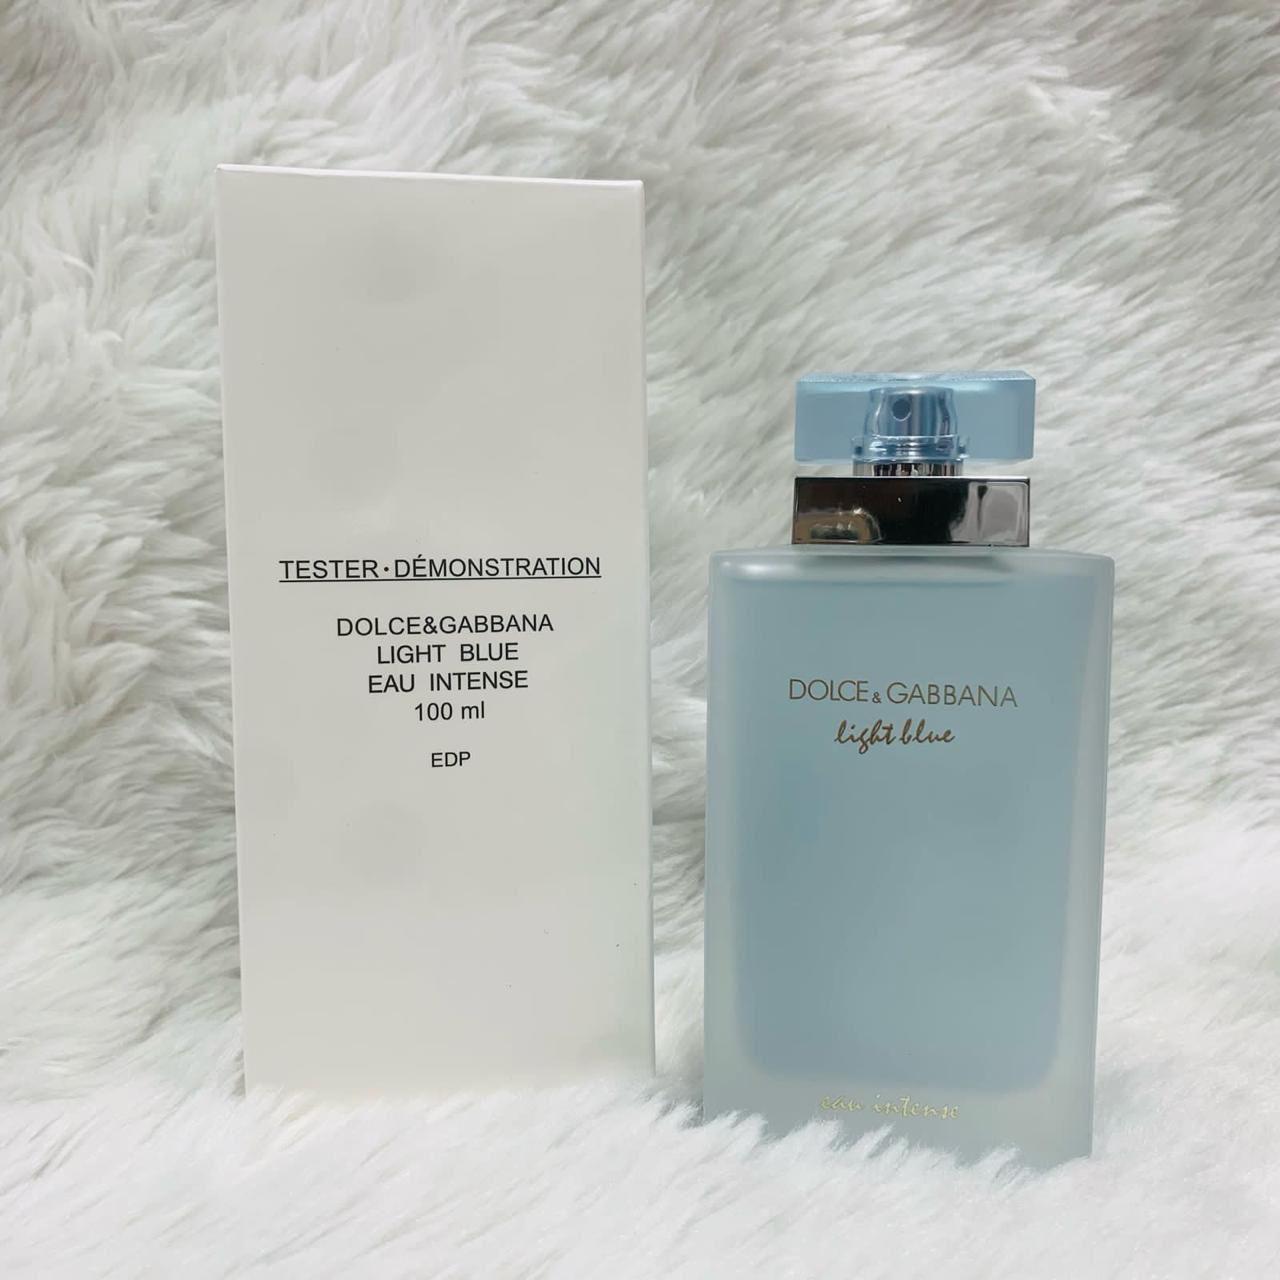 TESTER·DÉMONSTRATION
DOLCE&GABBANA
LIGHT BLUE
EAU INTENSE
100 ml
EDP
DOLCE&GABBANA
light blue
eau intense